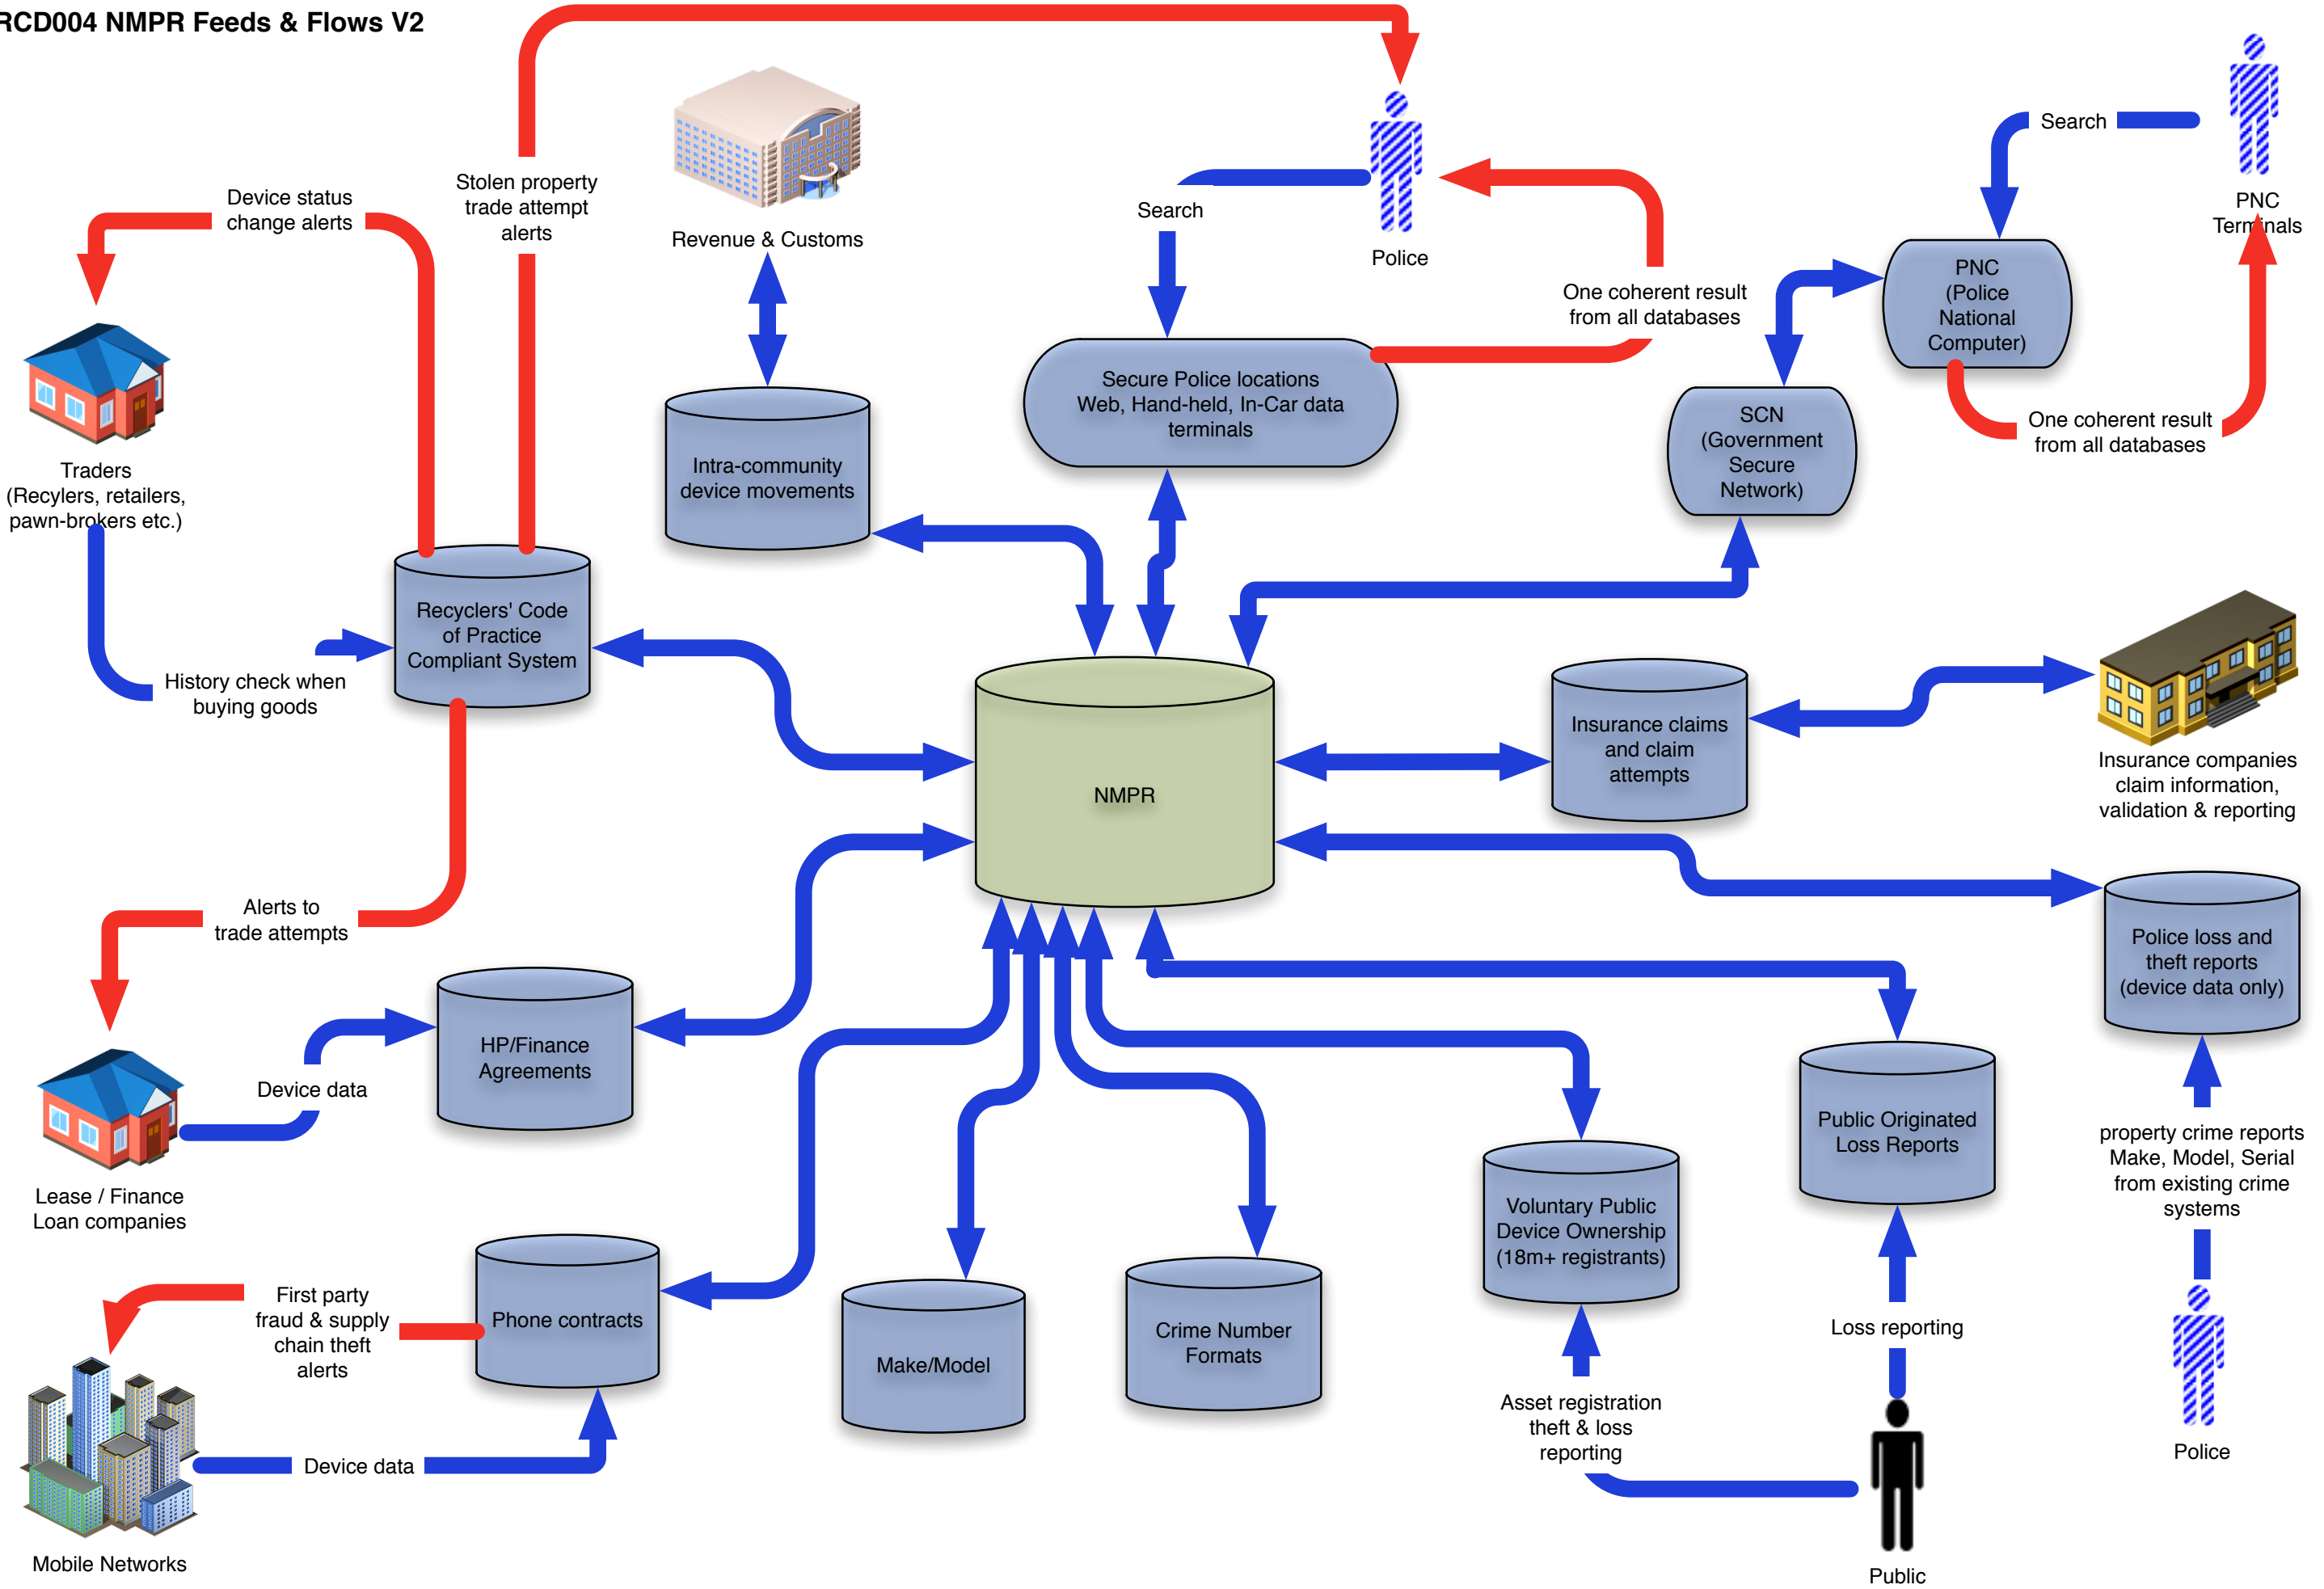 RCD004 NMPR Feeds & Flows V2
Device status
change alerts
Stolen property
trade attempt
alerts
Revenue & Customs
Search
Police
Search
PNC
Terminals
One coherent result
from all databases
PNC
(Police
National
Computer)
Traders
(Recylers, retailers,
pawn-brokers etc.)
Intra-community
device movements
Secure Police locations
Web, Hand-held, In-Car data
terminals
SCN
(Government
Secure
Network)
One coherent result
from all databases
Recyclers' Code
of Practice
Compliant System
History check when
buying goods
NMPR
Insurance claims
and claim
attempts
Insurance companies
claim information,
validation & reporting
Alerts to
trade attempts
Police loss and
theft reports
(device data only)
HP/Finance
Agreements
Device data
Lease / Finance
Loan companies
Public Originated
Loss Reports
property crime reports
Make, Model, Serial
from existing crime
systems
Voluntary Public
Device Ownership
(18m+ registrants)
First party
fraud & supply
chain theft
alerts
Phone contracts
Make/Model
Crime Number
Formats
Loss reporting
Asset registration
theft & loss
reporting
Police
Device data
Mobile Networks
Public